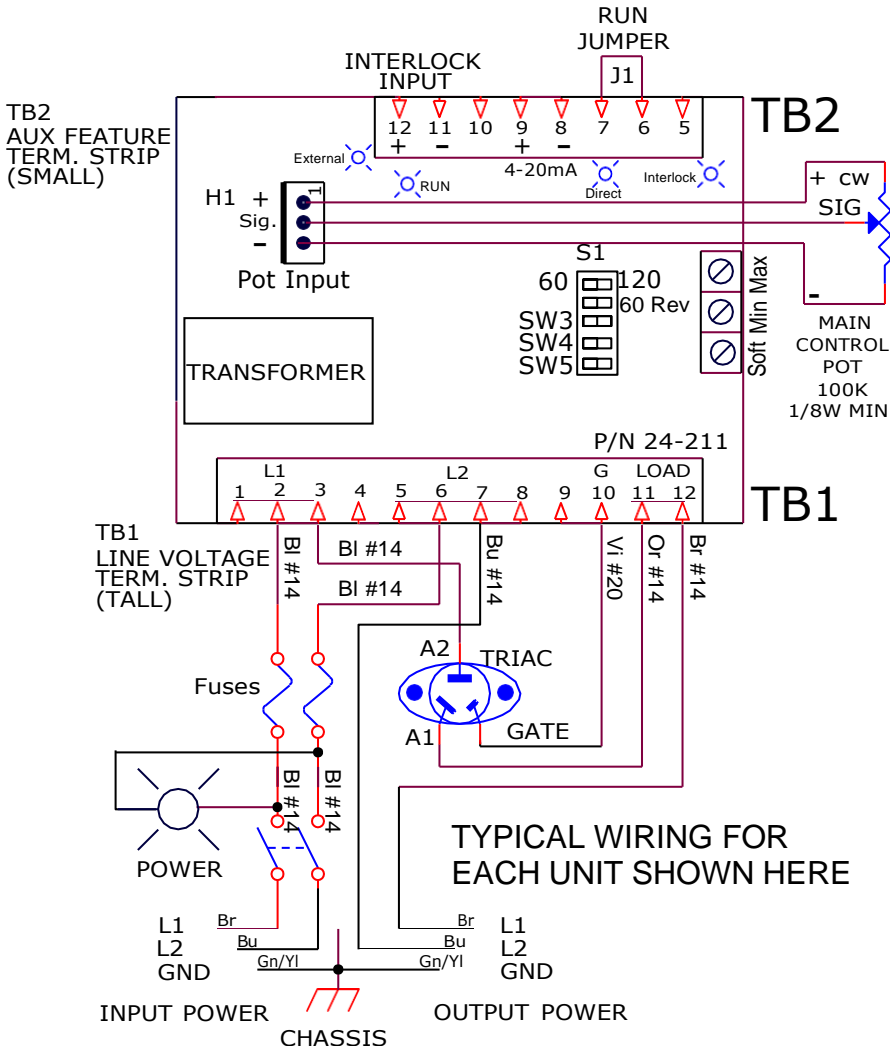 RUN
JUMPER
J1
INTERLOCK
INPUT
TB2
AUX FEATURE
TERM. STRIP
(SMALL)
12 11 10 9 8 7 6 5
+ - + -
4-20mA
TB2
External
RUN
Direct
Interlock
H1 + 1
Sig.
-
Pot Input
+ CW
SIG
-
MAIN
CONTROL
POT
100K
1/8W MIN
S1
60 120
60 Rev
SW3
SW4
SW5
Soft Min Max
TRANSFORMER
P/N 24-211
L1 L2 G LOAD
1 2 3 4 5 6 7 8 9 10 11 12
TB1
TB1
LINE VOLTAGE
TERM. STRIP
(TALL)
Bl #14
Bl #14
Bl #14
Bu #14
Vi #20
Or #14
Br #14
A2 TRIAC
Fuses
A1 GATE
Bl #14
Bl #14
POWER
TYPICAL WIRING FOR
EACH UNIT SHOWN HERE
L1 Br
L2 Bu
GND Gn/Yl
INPUT POWER
Br L1
Bu L2
Gn/Yl GND
OUTPUT POWER
CHASSIS